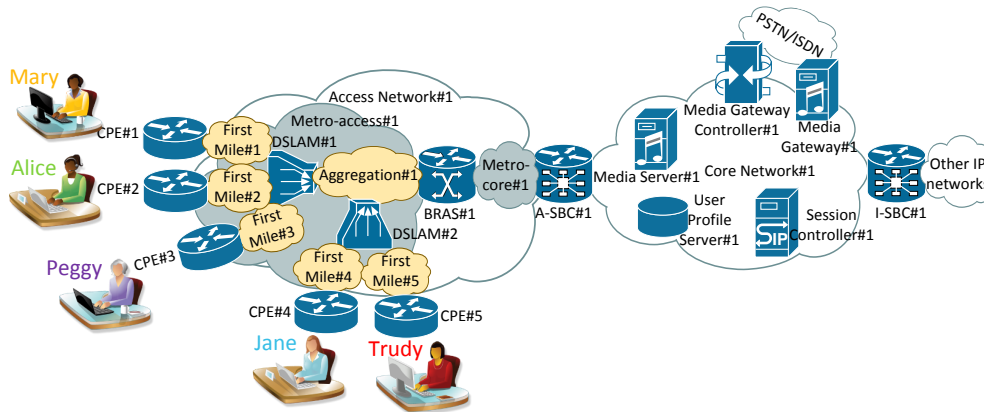 PSTN/ISDN
Mary
Access Network#1
Metro-access#1
CPE#1
First
Mile#1
DSLAM#1
Media Gateway
Controller#1
Media
Gateway#1
Alice
CPE#2
First
Mile#2
Aggregation#1
BRAS#1
Metro-
core#1
A-SBC#1
Media Server#1
Core Network#1
I-SBC#1
Other IP
networks
First
Mile#3
DSLAM#2
User
Profile
Server#1
SIP
Session
Controller#1
Peggy
CPE#3
First
Mile#4
First
Mile#5
CPE#4
CPE#5
Jane
Trudy